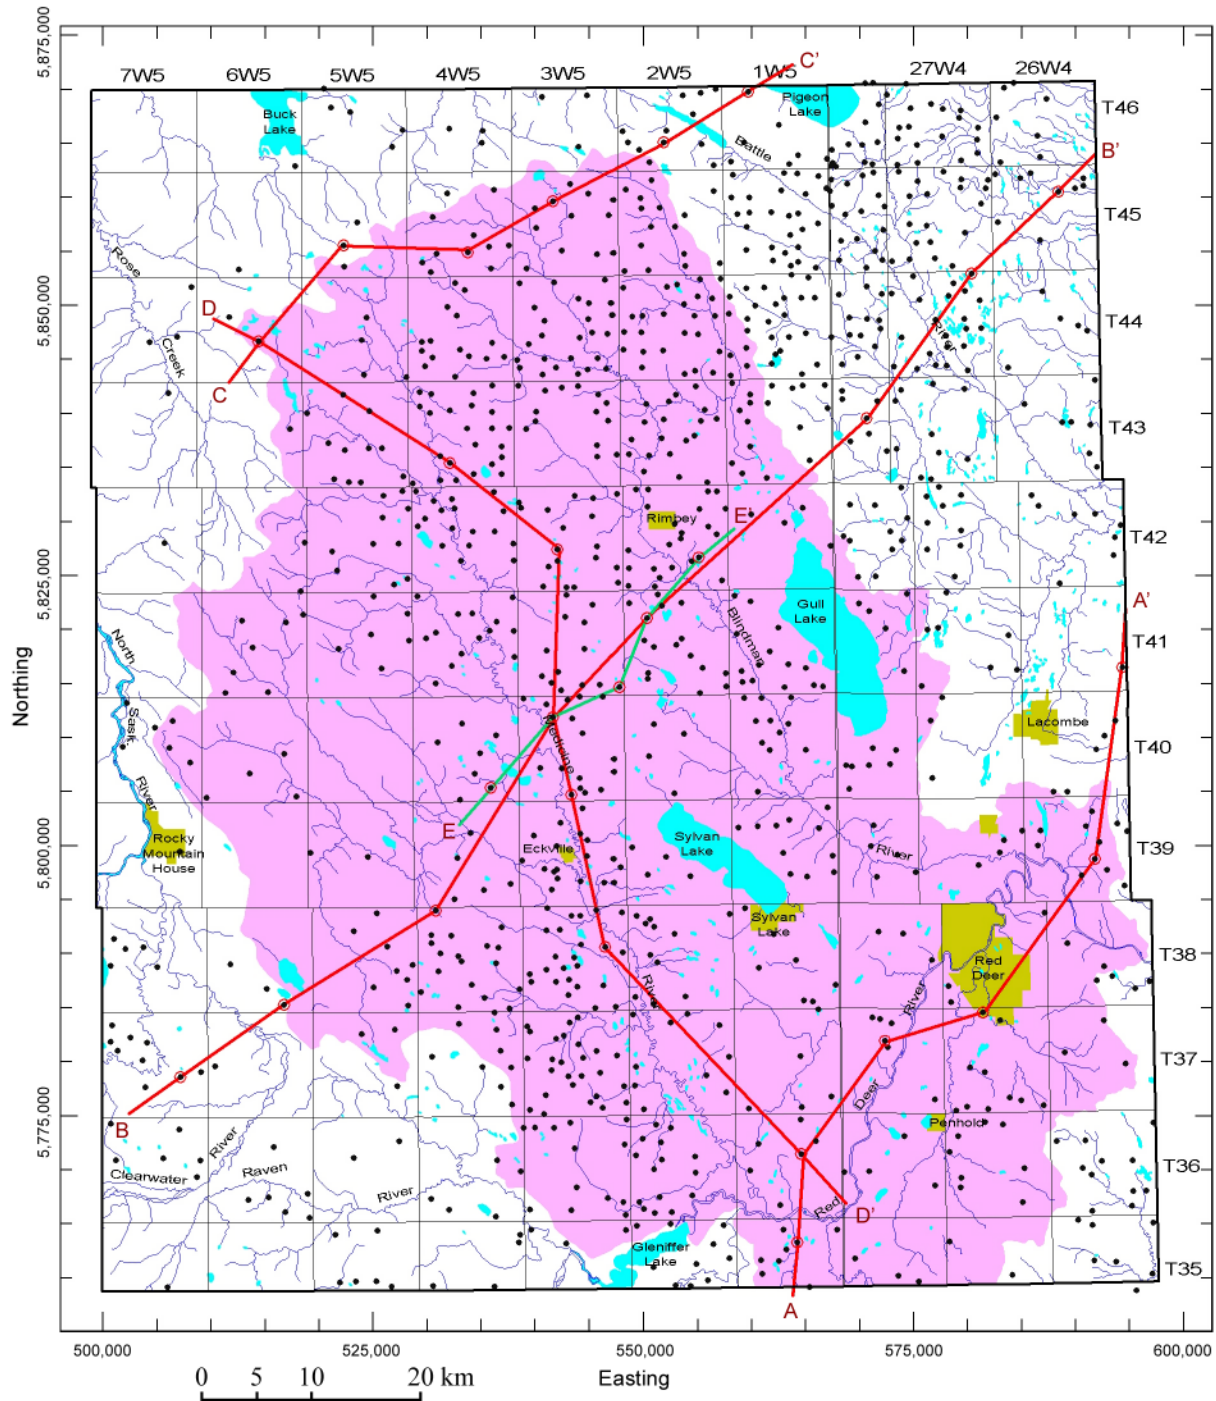 5,875,000
C'
7W5
6W5
5W5
4W5
3W5
2W5
1W5
27W4
26W4
Buck
Lake
Pigeon
Lake
T46
Battle
B'
T45
Rose
D
5,850,000
River
T44
Creek
C
T43
Rimbey
E'
T42
5,825,000
A'
Gull
Lake
Blindman
T41
North
Sask.
River
Medicine
Lacombe
T40
Northing
E
Rocky
Mountain
House
Eckville
Sylvan
Lake
River
T39
5,800,000
Sylvan
Lake
Red
Deer
T38
River
River
T37
Deer
B
Penhold
5,775,000
River
Clearwater
Raven
River
T36
Red
D'
Gleniffer
Lake
T35
A
500,000
525,000
550,000
575,000
600,000
0 5 10 20 km
Easting